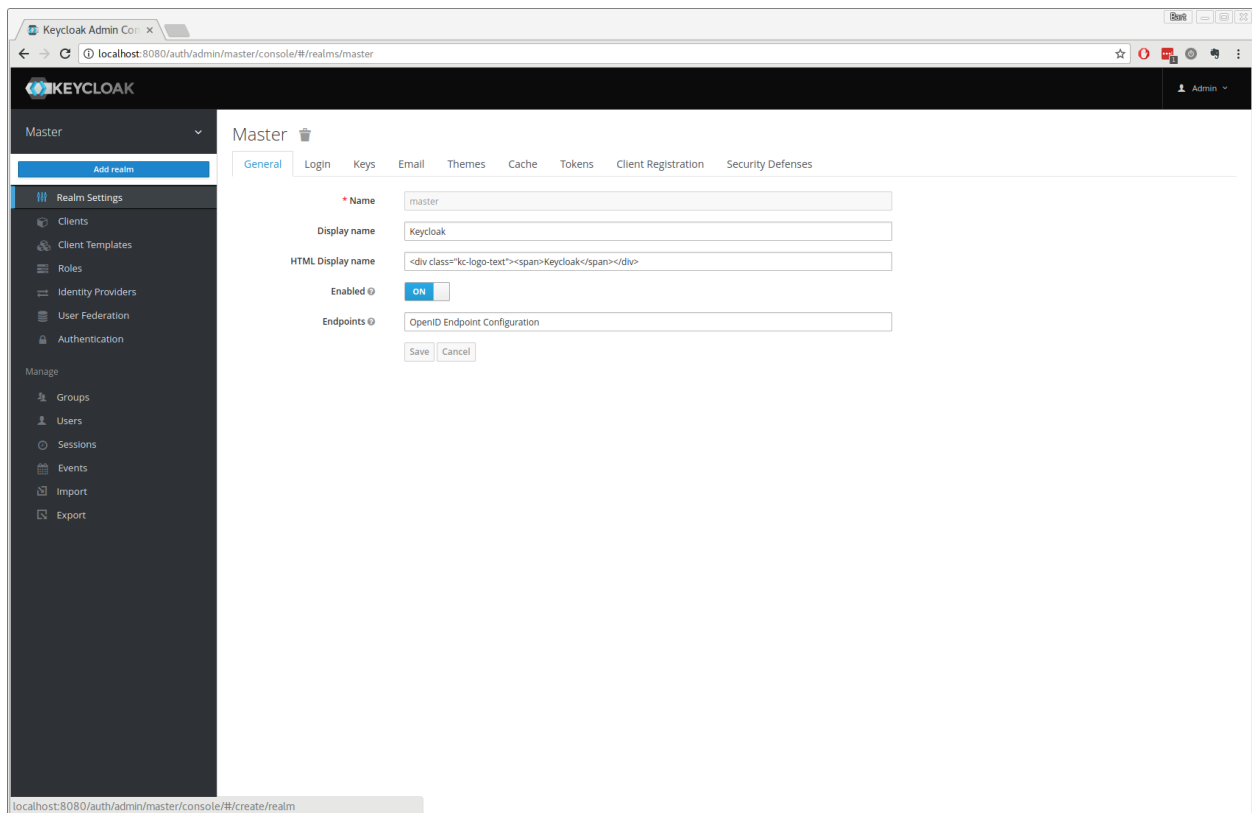 Bart
Keycloak Admin Con
localhost:8080/auth/admin/master/console/#/realms/master
1
KEYCLOAK
Admin
Master
Add realm
Realm Settings
Clients
Client Templates
Roles
Identity Providers
User Federation
Authentication
Manage
Groups
Users
Sessions
Events
Import
Export
Master
General Login Keys Email Themes Cache Tokens Client Registration Security Defenses
* Name master
Display name Keycloak
HTML Display name <div class="kc-logo-text"><span>Keycloak</span></div>
Enabled ON
Endpoints OpenID Endpoint Configuration
Save Cancel
localhost:8080/auth/admin/master/console/#/create/realm